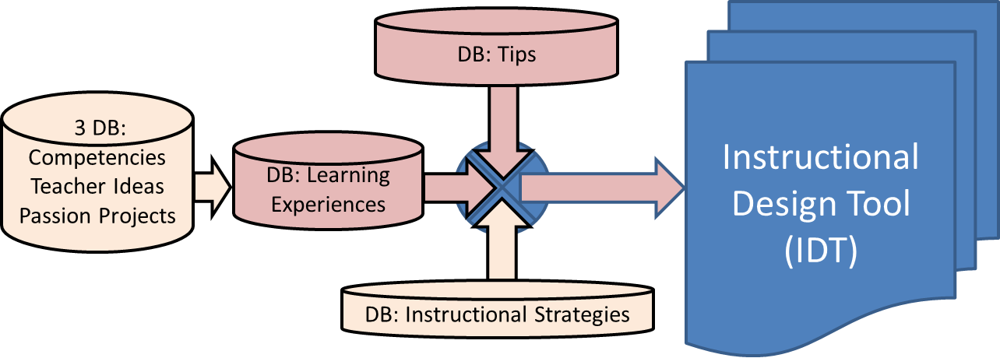 DB: Tips
3 DB:
Competencies
Teacher Ideas
Passion Projects
DB: Learning
Experiences
DB: Instructional Strategies
Instructional
Design Tool
(IDT)